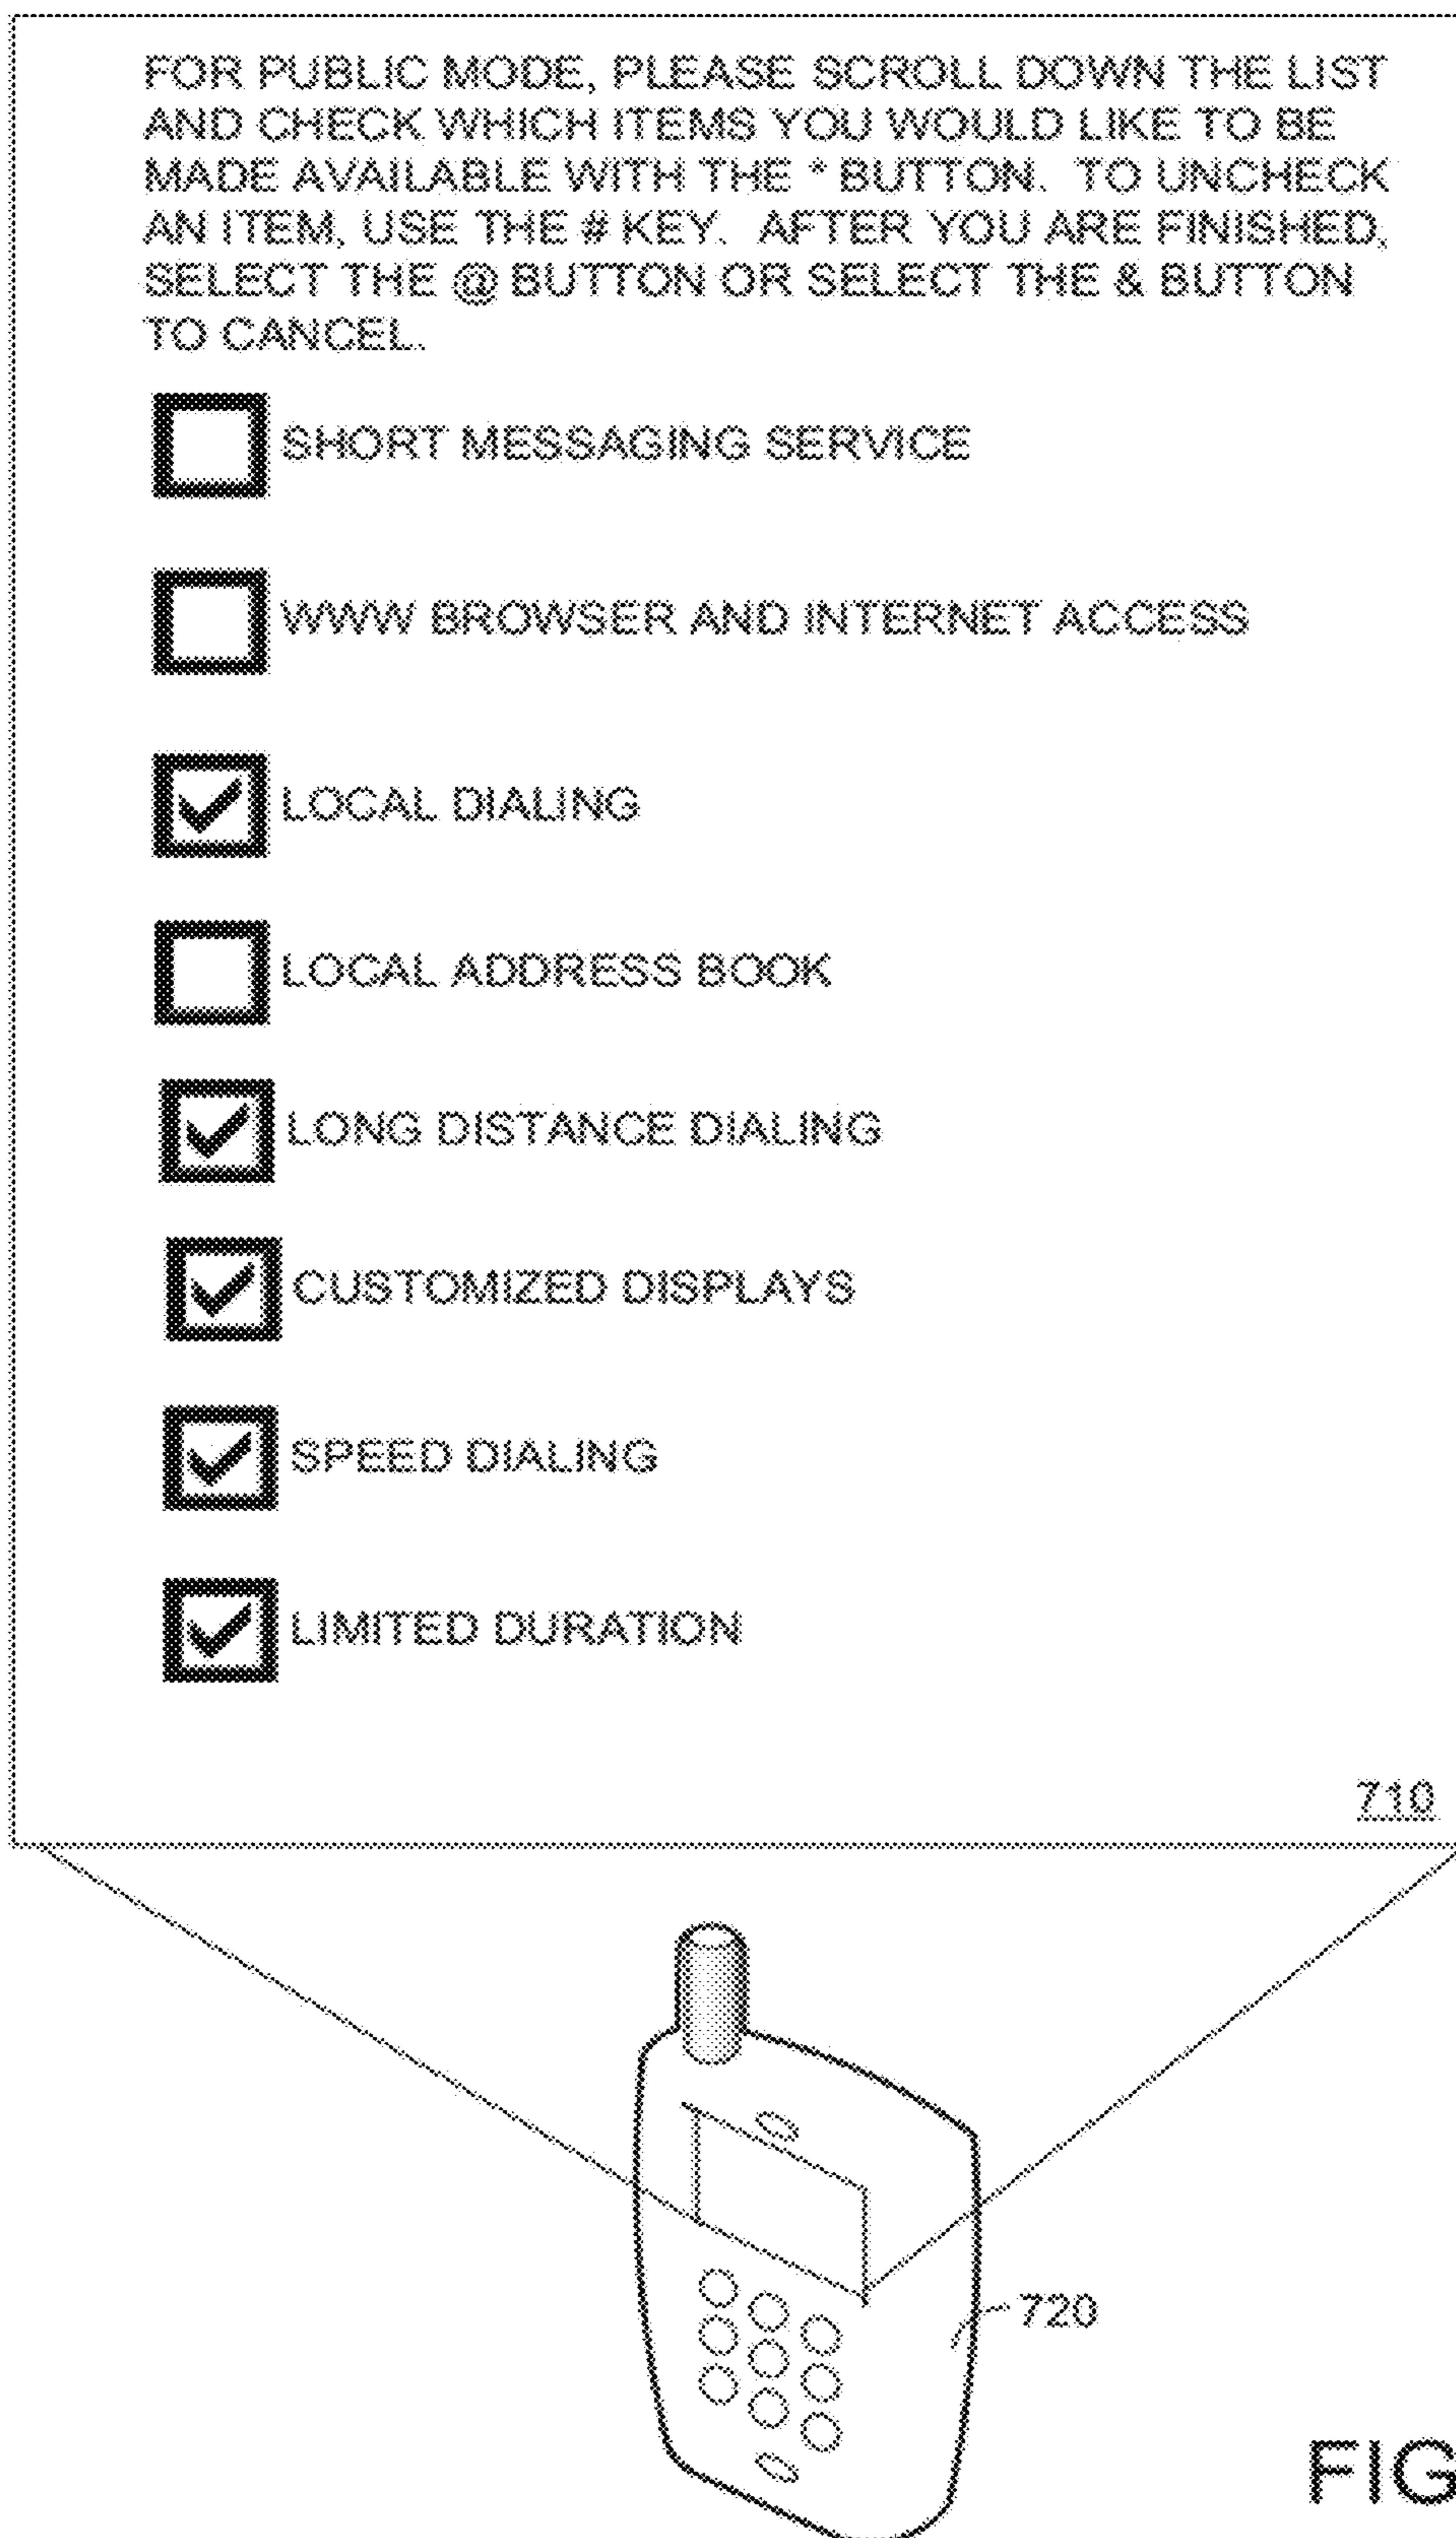 FOR PUBLIC MODE, PLEASE SCROLL DOWN THE LIST
AND CHECK WHICH ITEMS YOU WOULD LIKE TO BE
MADE AVAILABLE WITH THE * BUTTON. TO UNCHECK
AN ITEM, USE THE # KEY. AFTER YOU ARE FINISHED,
SELECT THE @ BUTTON OR SELECT THE & BUTTON
TO CANCEL.
SHORT MESSAGING SERVICE
WWW BROWSER AND INTERNET ACCESS
LOCAL DIALING
LOCAL ADDRESS BOOK
LONG DISTANCE DIALING
CUSTOMIZED DISPLAYS
SPEED DIALING
LIMITED DURATION
710
720
FIG